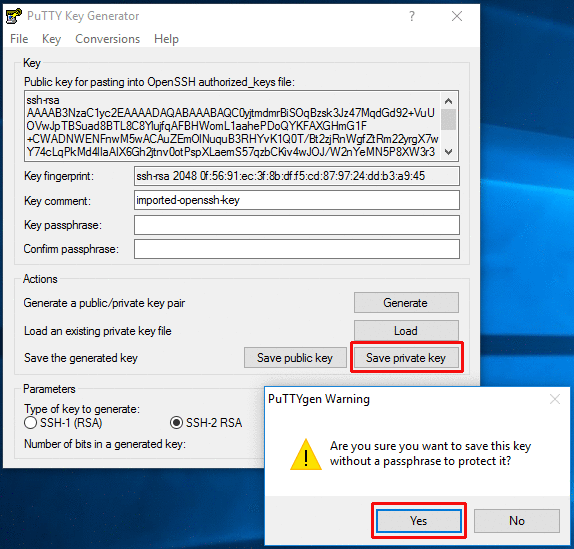 PuTTY Key Generator
File Key Conversions Help
Key
Public key for pasting into OpenSSH authorized_keys file:
ssh-rsa
AAAAB3NzaC1yc2EAAAADAQABAAABAQC0yjtmdmrBiSOqBzsk3Jz47MqdGd92+VuU
OVwJpTBSuad8BTL8C8YlujfqAFBHWomL1aahePDoQYKFAXGHmG1F
+CWADNWENFnwM5wACAuZEmOlNuquB3RHYvK1Q0T/Bt2zjRnWgfZtRm22yrgX7w
Y74cLqPkMd4llaAlX6Gh2jtnv0otPspXLaemS57qzbCKiv4wJOJ/W2nYeMN5P8XW3r3
Key fingerprint: ssh-rsa 2048 0f:56:91:ec:3f:8b:df:f5:cd:87:97:24:dd:b3:a9:45
Key comment: imported-openssh-key
Key passphrase:
Confirm passphrase:
Actions
Generate a public/private key pair Generate
Load an existing private key file Load
Save the generated key Save public key Save private key
Parameters
Type of key to generate:
SSH-1 (RSA) SSH-2 RSA
Number of bits in a generated key:
PuTTYgen Warning
Are you sure you want to save this key
without a passphrase to protect it?
Yes No